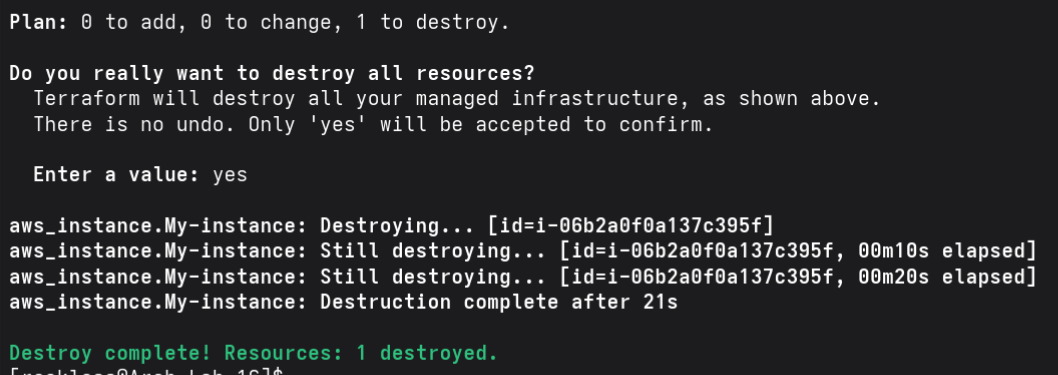 Plan: 0 to add, 0 to change, 1 to destroy.
Do you really want to destroy all resources?
Terraform will destroy all your managed infrastructure, as shown above.
There is no undo. Only 'yes' will be accepted to confirm.
Enter a value: yes
aws_instance.My-instance: Destroying... [id=i-06b2a0f0a137c395f]
aws_instance.My-instance: Still destroying... [id=i-06b2a0f0a137c395f, 00m10s elapsed]
aws_instance.My-instance: Still destroying... [id=i-06b2a0f0a137c395f, 00m20s elapsed]
aws_instance.My-instance: Destruction complete after 21s
Destroy complete! Resources: 1 destroyed.